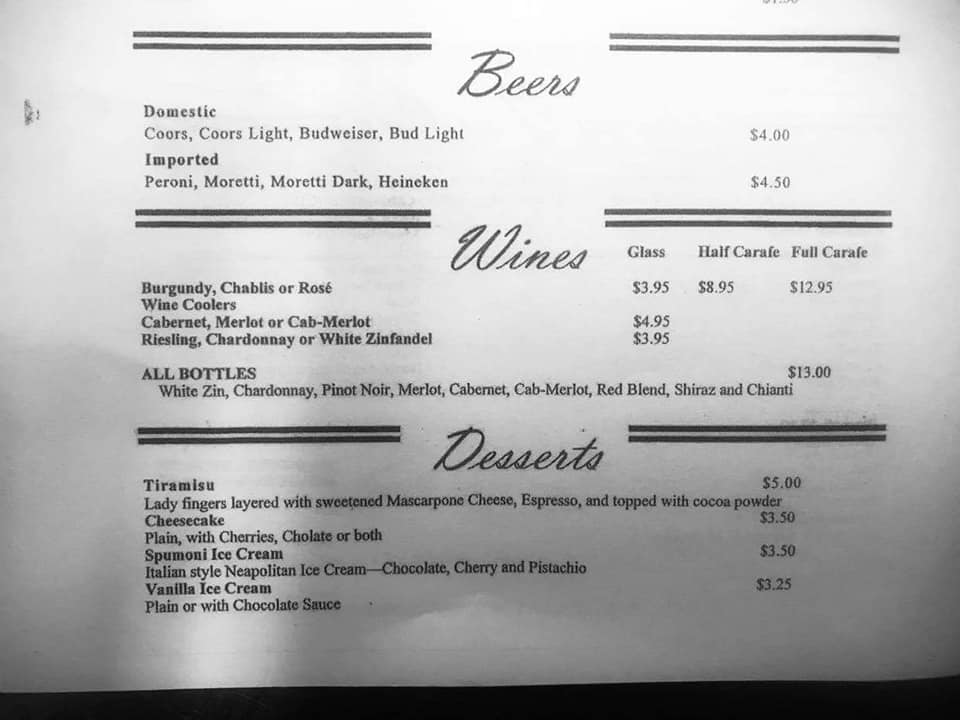 Beers
Domestic
Coors, Coors Light, Budweiser, Bud Light $4.00
Imported
Peroni, Moretti, Moretti Dark, Heineken $4.50
Wines Glass Half Carafe Full Carafe
Burgundy, Chablis or Rosé $3.95 $8.95 $12.95
Wine Coolers
Cabernet, Merlot or Cab-Merlot $4.95
Riesling, Chardonnay or White Zinfandel $3.95
ALL BOTTLES $13.00
White Zin, Chardonnay, Pinot Noir, Merlot, Cabernet, Cab-Merlot, Red Blend, Shiraz and Chianti
Desserts
Tiramisu $5.00
Lady fingers layered with sweetened Mascarpone Cheese, Espresso, and topped with cocoa powder
Cheesecake $3.50
Plain, with Cherries, Cholate or both
Spumoni Ice Cream $3.50
Italian style Neapolitan Ice Cream—Chocolate, Cherry and Pistachio
Vanilla Ice Cream $3.25
Plain or with Chocolate Sauce